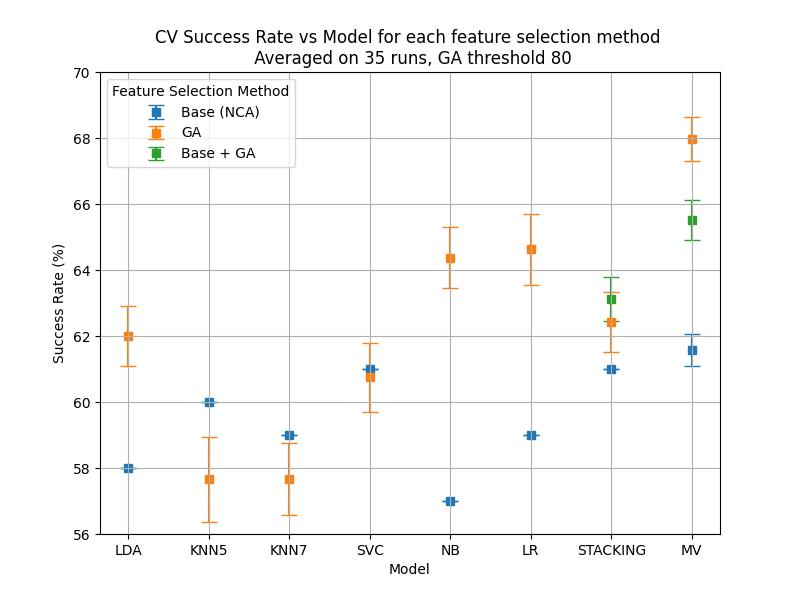 CV Success Rate vs Model for each feature selection method
Averaged on 35 runs, GA threshold 80
70
68
66
64
62
60
58
56
Success Rate (%)
Feature Selection Method
Base (NCA)
GA
Base + GA
LDA
KNN5
KNN7
SVC
NB
LR
STACKING
MV
Model